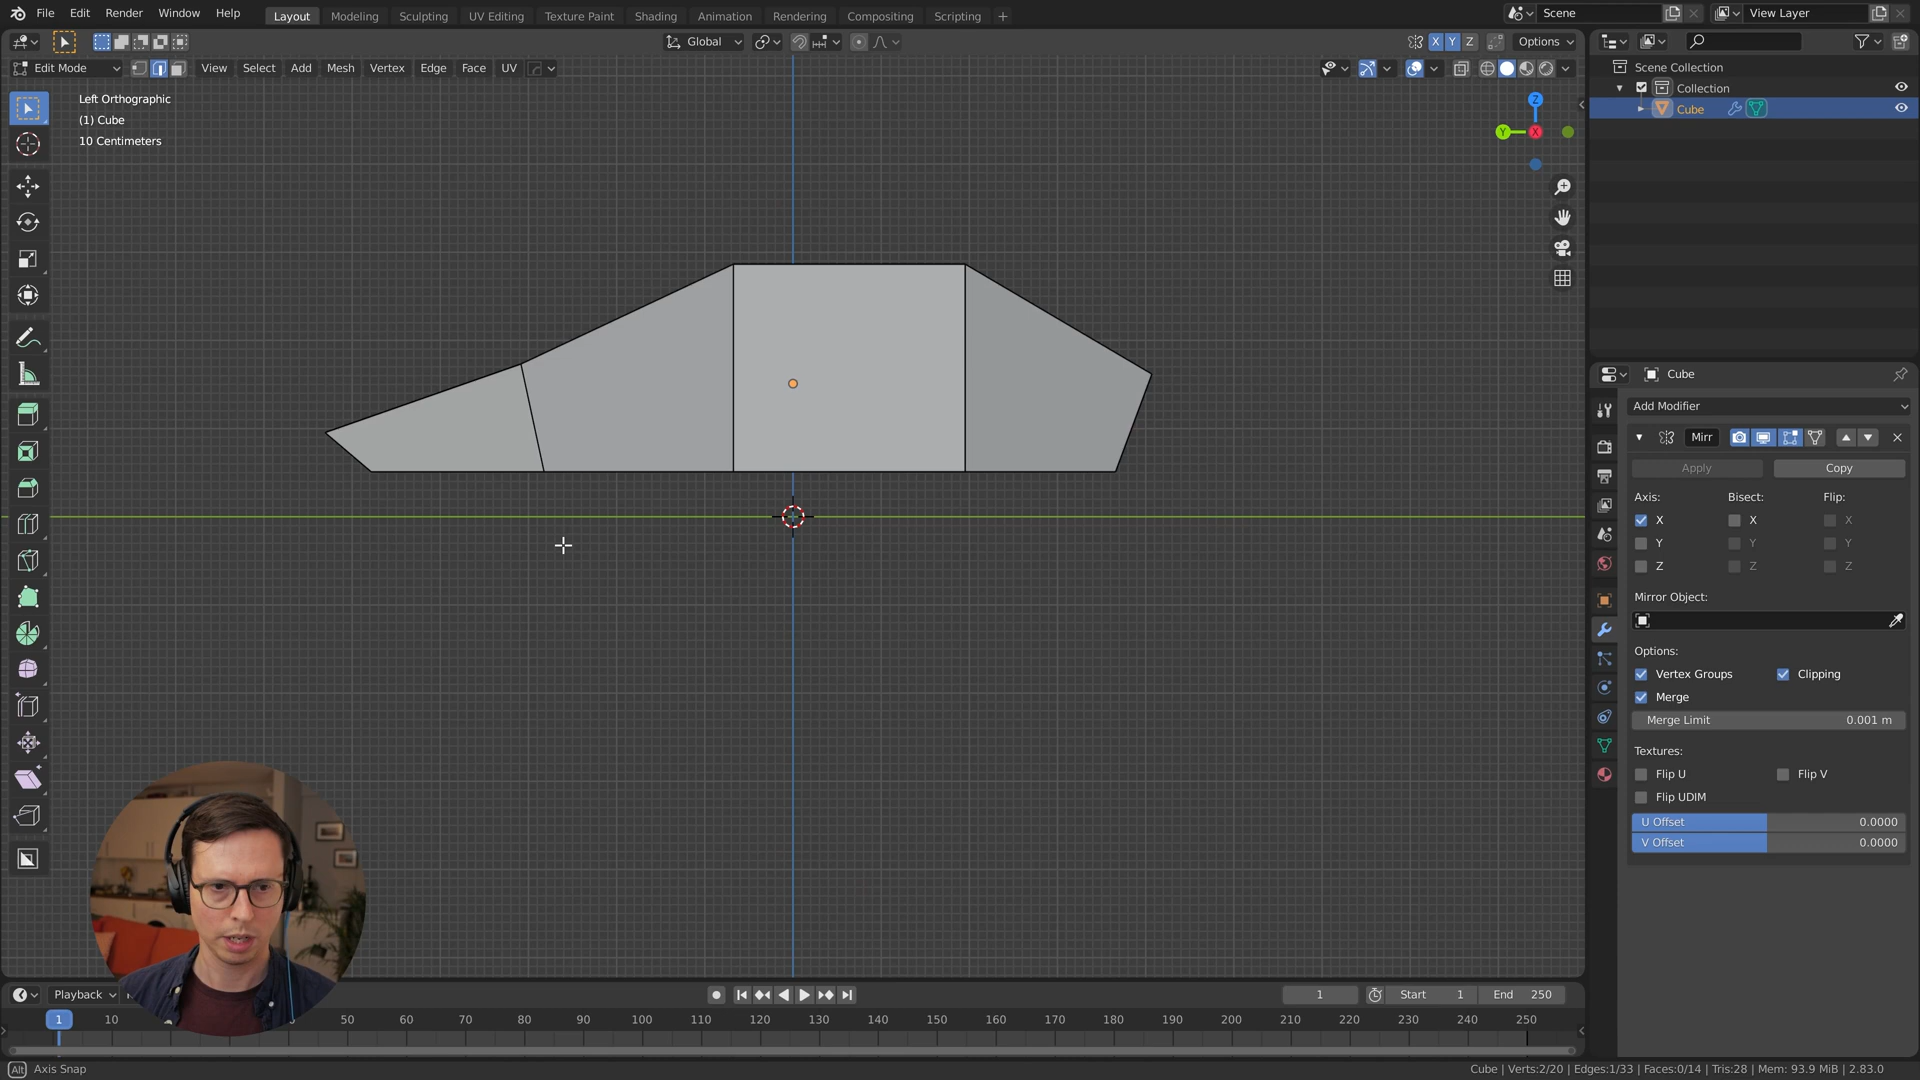 File Edit Render Window Help Layout Modeling Sculpting UV Editing Texture Paint Shading Animation Rendering Compositing Scripting + Scene View Layer
Global X Y Z Options
Edit Mode View Select Add Mesh Vertex Edge Face UV
Left Orthographic
(1) Cube
10 Centimeters
Z
Y X
Scene Collection
Collection
Cube
Cube
Add Modifier
Mirr
Apply Copy
Axis: Bisect: Flip:
X X X
Y Y Y
Z Z Z
Mirror Object:
Options:
Vertex Groups Clipping
Merge
Merge Limit 0.001 m
Textures:
Flip U Flip V
Flip UDIM
U Offset 0.0000
V Offset 0.0000
Playback 1 Start 1 End 250
1 10 50 60 70 80 90 100 110 120 130 140 150 160 170 180 190 200 210 220 230 240 250
Alt Axis Snap Cube | Verts:2/20 | Edges:1/33 | Faces:0/14 | Tris:28 | Mem: 93.9 MiB | 2.83.0